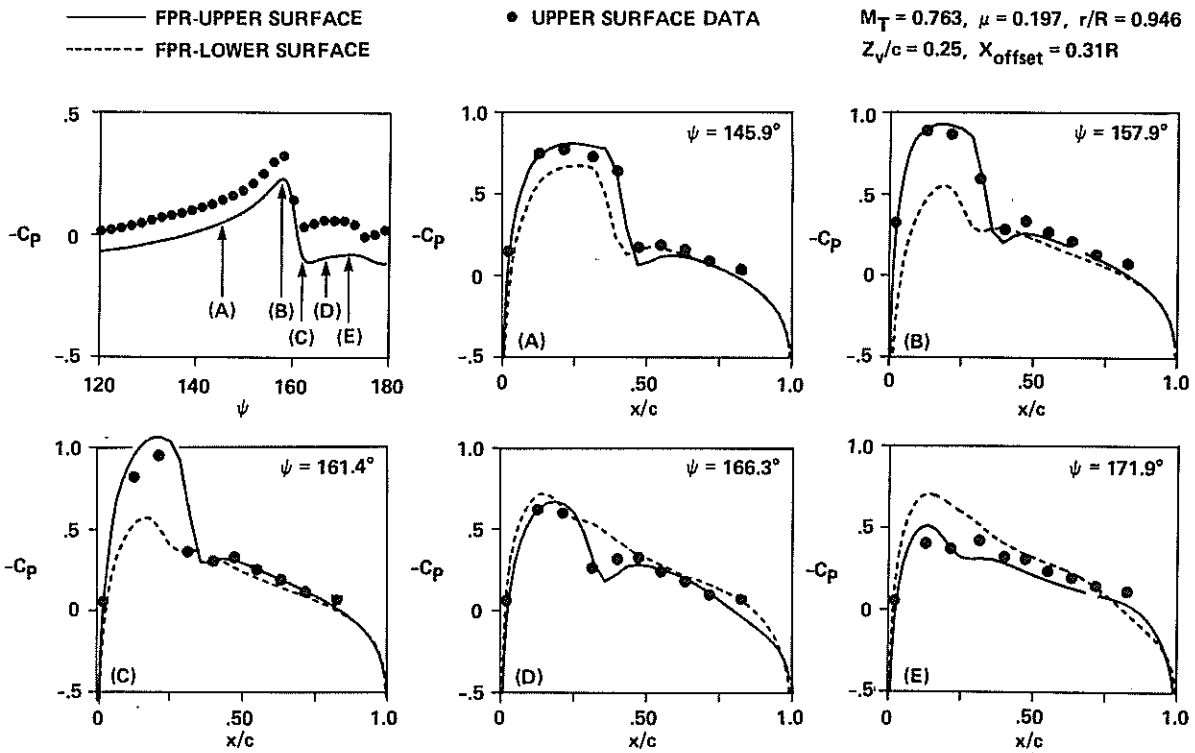 FPR-UPPER SURFACE
FPR-LOWER SURFACE
UPPER SURFACE DATA
M_T = 0.763, μ = 0.197, r/R = 0.946
Z_v/c = 0.25, X_offset = 0.31R
.5
0
-.5
-C_P
120 140 160 180
ψ
(A)
(B)
(C)
(D)
(E)
1.0
.5
0
-.5
-C_P
ψ = 145.9°
(A)
0 .50 1.0
x/c
1.0
.5
0
-.5
-C_P
ψ = 157.9°
(B)
0 .50 1.0
x/c
1.0
.5
0
-.5
-C_P
ψ = 161.4°
(C)
0 .50 1.0
x/c
1.0
.5
0
-.5
-C_P
ψ = 166.3°
(D)
0 .50 1.0
x/c
1.0
.5
0
-.5
-C_P
ψ = 171.9°
(E)
0 .50 1.0
x/c